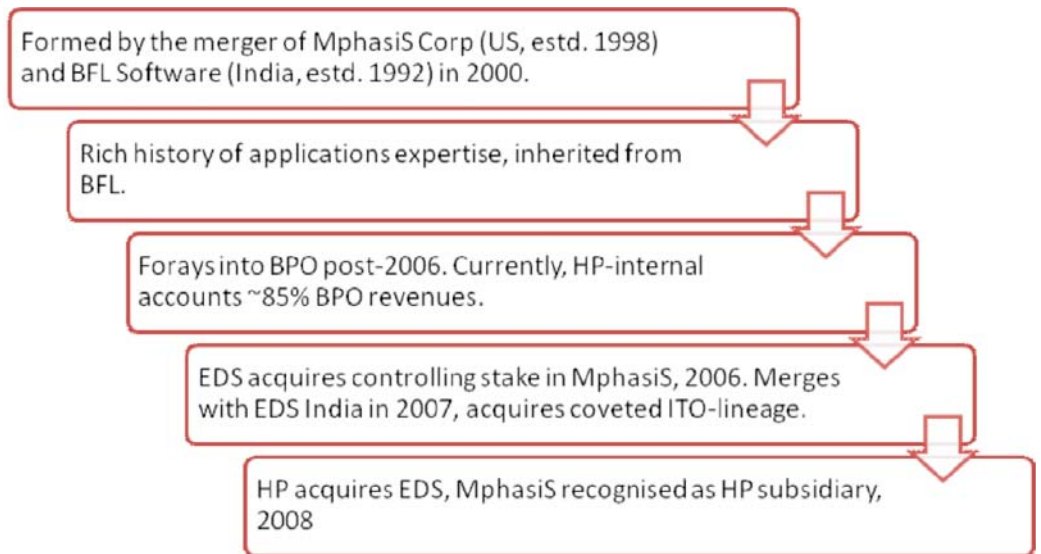 Formed by the merger of MphasiS Corp (US, estd. 1998)
and BFL Software (India, estd. 1992) in 2000.
Rich history of applications expertise, inherited from
BFL.
Forays into BPO post-2006. Currently, HP-internal
accounts ~85% BPO revenues.
EDS acquires controlling stake in MphasiS, 2006. Merges
with EDS India in 2007, acquires coveted ITO-lineage.
HP acquires EDS, MphasiS recognised as HP subsidiary,
2008